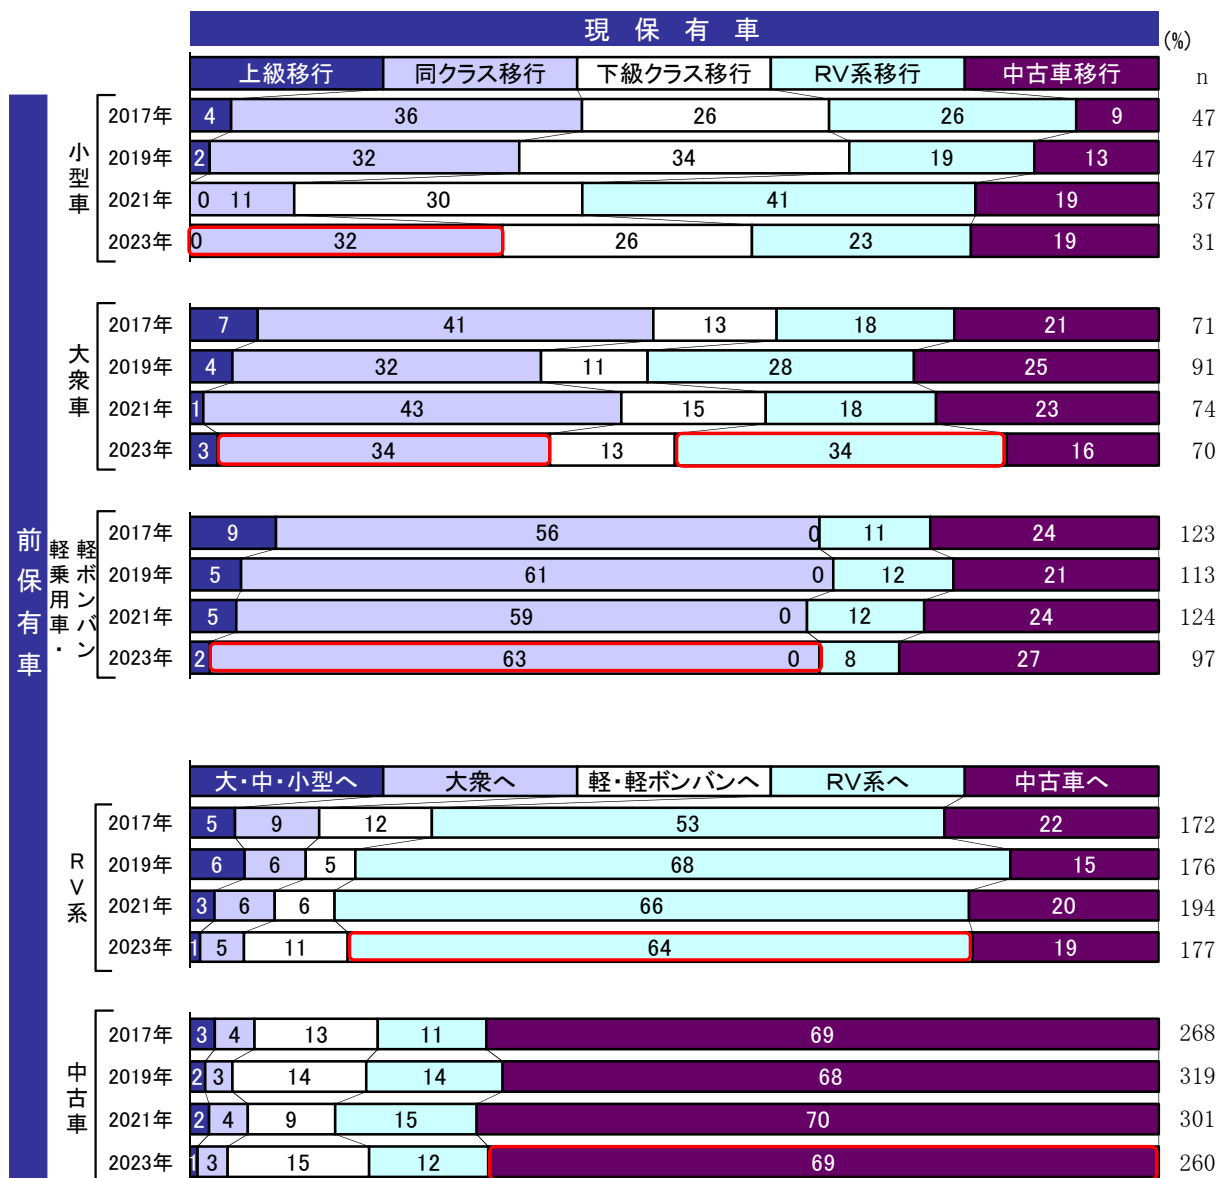 現保有車
(%)
上級移行 同クラス移行 下級クラス移行 RV系移行 中古車移行 n
前保有車
小型車
2017年 4 36 26 26 9 47
2019年 2 32 34 19 13 47
2021年 0 11 30 41 19 37
2023年 0 32 26 23 19 31
大衆車
2017年 7 41 13 18 21 71
2019年 4 32 11 28 25 91
2021年 1 43 15 18 23 74
2023年 3 34 13 34 16 70
軽乗用車・
軽ボンバン
2017年 9 56 0 11 24 123
2019年 5 61 0 12 21 113
2021年 5 59 0 12 24 124
2023年 2 63 0 8 27 97
大・中・小型へ 大衆へ 軽・軽ボンバンへ RV系へ 中古車へ
RV系
2017年 5 9 12 53 22 172
2019年 6 6 5 68 15 176
2021年 3 6 6 66 20 194
2023年 1 5 11 64 19 177
中古車
2017年 3 4 13 11 69 268
2019年 2 3 14 14 68 319
2021年 2 4 9 15 70 301
2023年 1 3 15 12 69 260